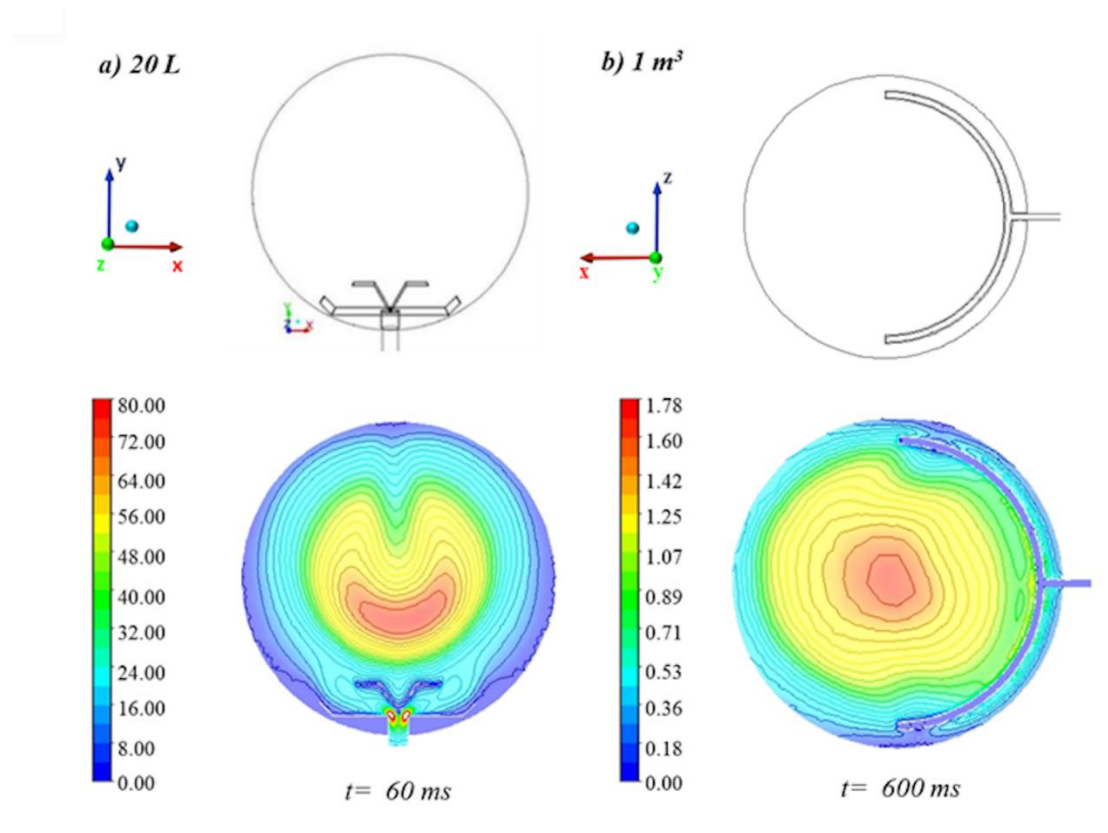 a) 20 L
b) 1 m³
y
z
x
z
x
y
Y
Z
X
80.00
72.00
64.00
56.00
48.00
40.00
32.00
24.00
16.00
8.00
0.00
1.78
1.60
1.42
1.25
1.07
0.89
0.71
0.53
0.36
0.18
0.00
t= 60 ms
t= 600 ms